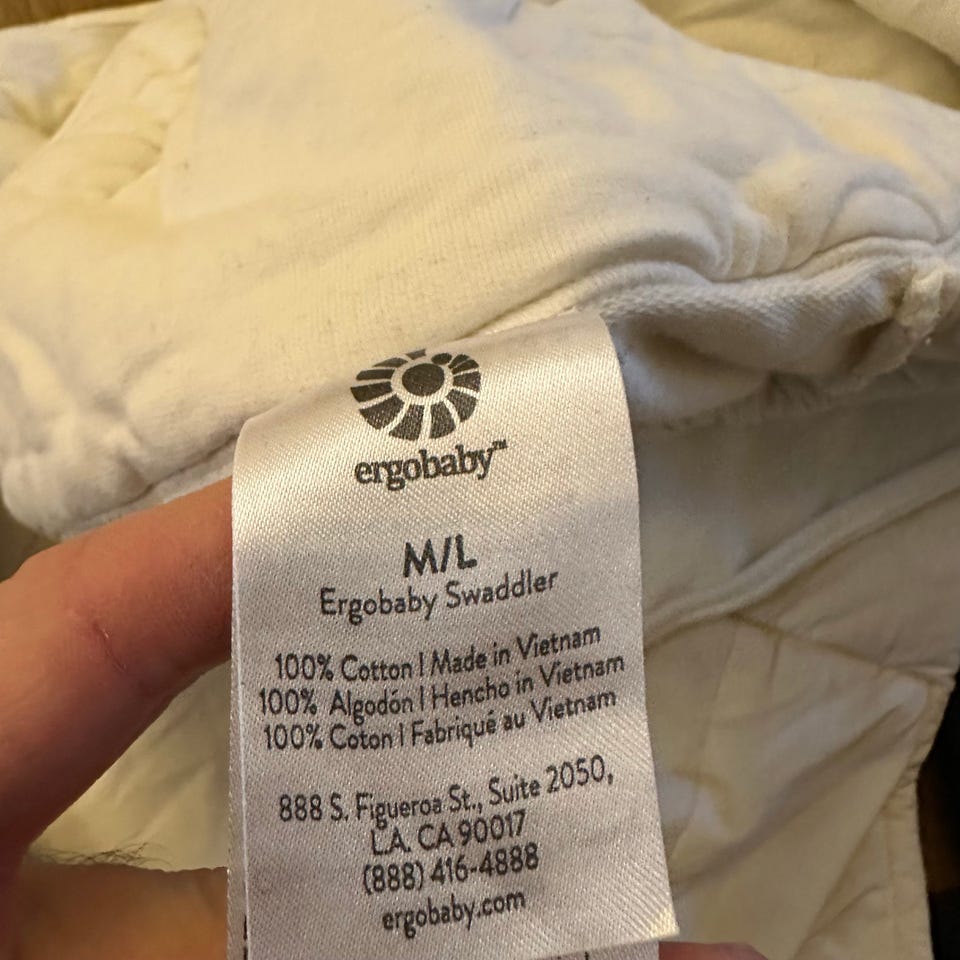 ergobaby™
M/L
Ergobaby Swaddler
100% Cotton | Made in Vietnam
100% Algodón | Hencho in Vietnam
100% Coton | Fabriqué au Vietnam
888 S. Figueroa St., Suite 2050,
L.A. CA 90017
(888) 416-4888
ergobaby.com